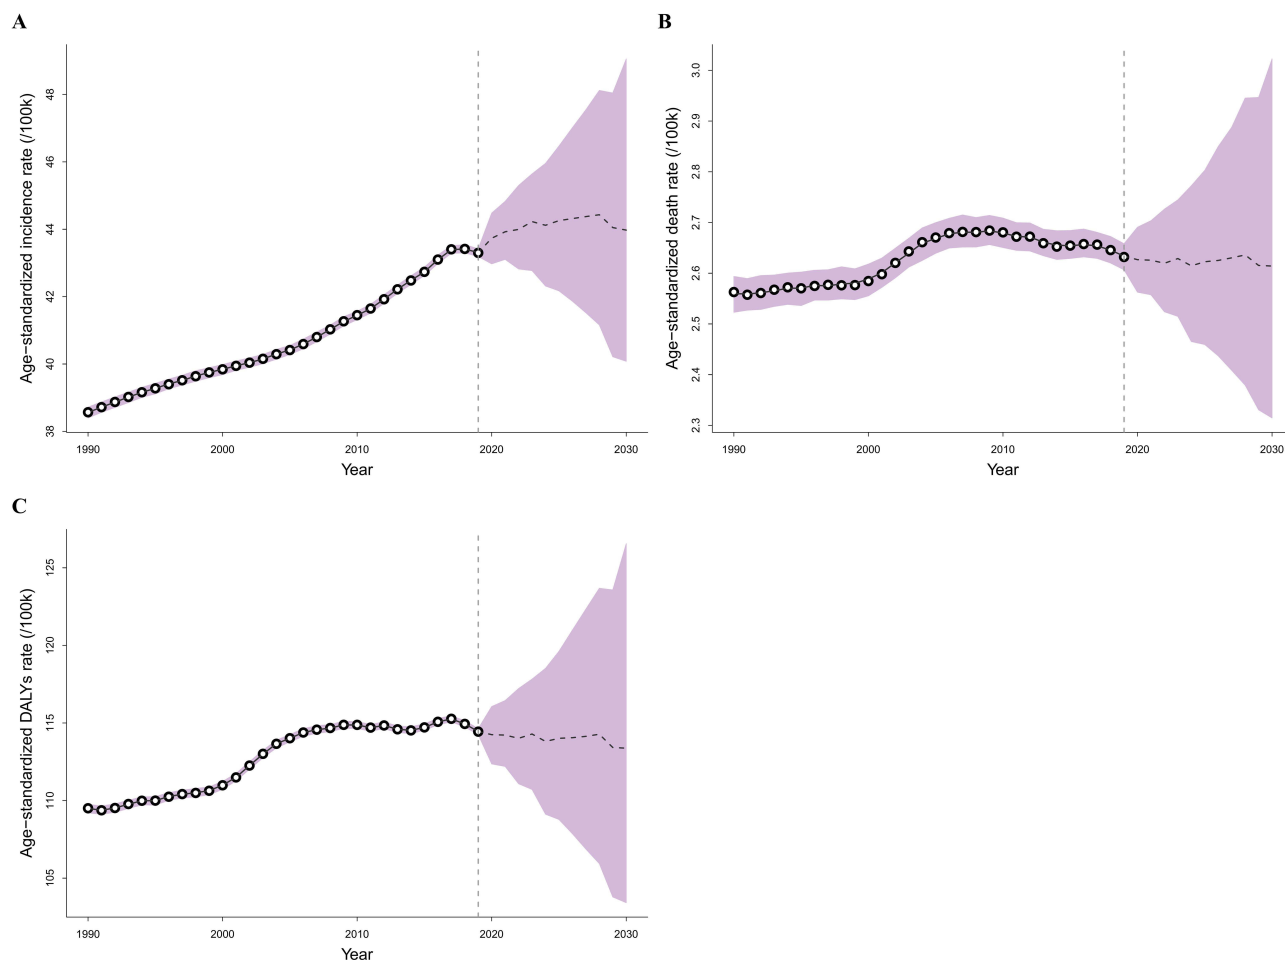 A
Age−standardized incidence rate (/100k)
48
46
44
42
40
38
1990 2000 2010 2020 2030
Year
B
Age−standardized death rate (/100k)
3.0
2.9
2.8
2.7
2.6
2.5
2.4
2.3
1990 2000 2010 2020 2030
Year
C
Age−standardized DALYs rate (/100k)
125
120
115
110
105
1990 2000 2010 2020 2030
Year